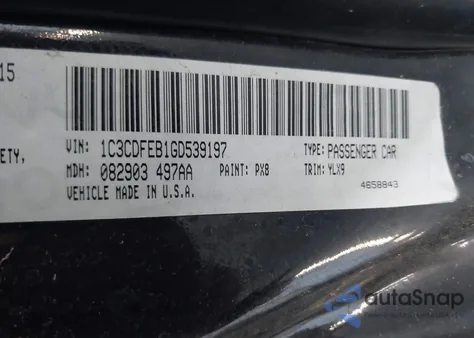 15
VIN: 1C3CDFEB1GD539197 TYPE: PASSENGER CAR
ETY, MDH: 082903 497AA PAINT: PX8 TRIM: YLX9
VEHICLE MADE IN U.S.A. 4658843
autoSnap